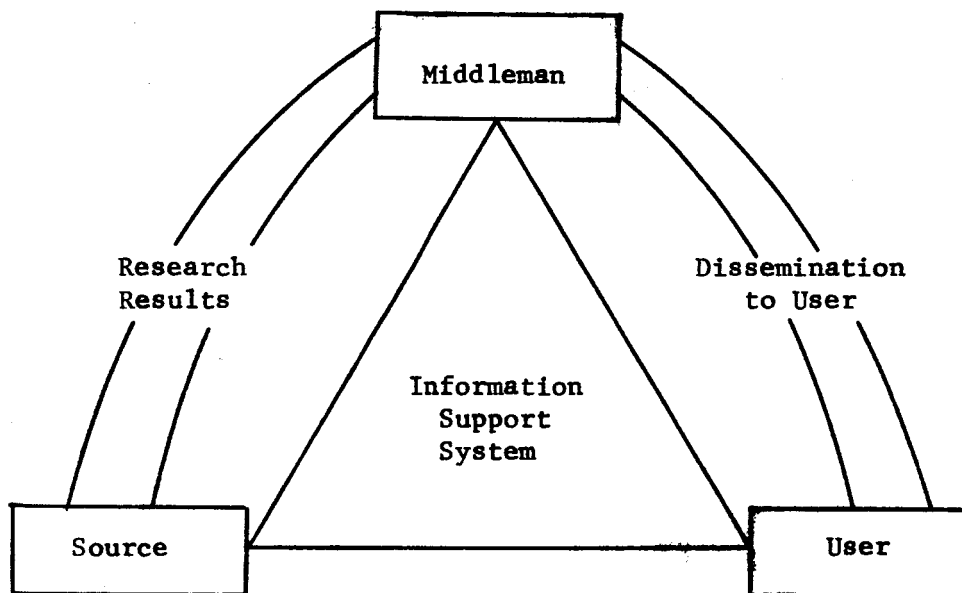 Middleman
Research
Results
Dissemination
to User
Information
Support
System
Source
User